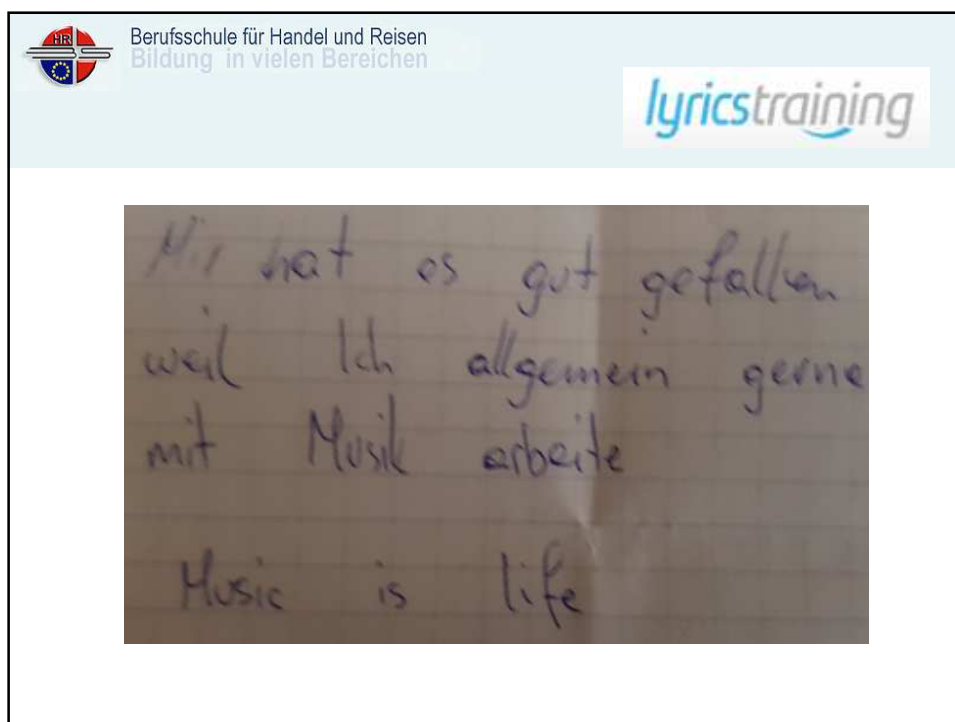 HR
Berufsschule für Handel und Reisen
Bildung in vielen Bereichen
lyricstraining
Mir hat es gut gefallen
weil Ich allgemein gerne
mit Musik arbeite
Music is life